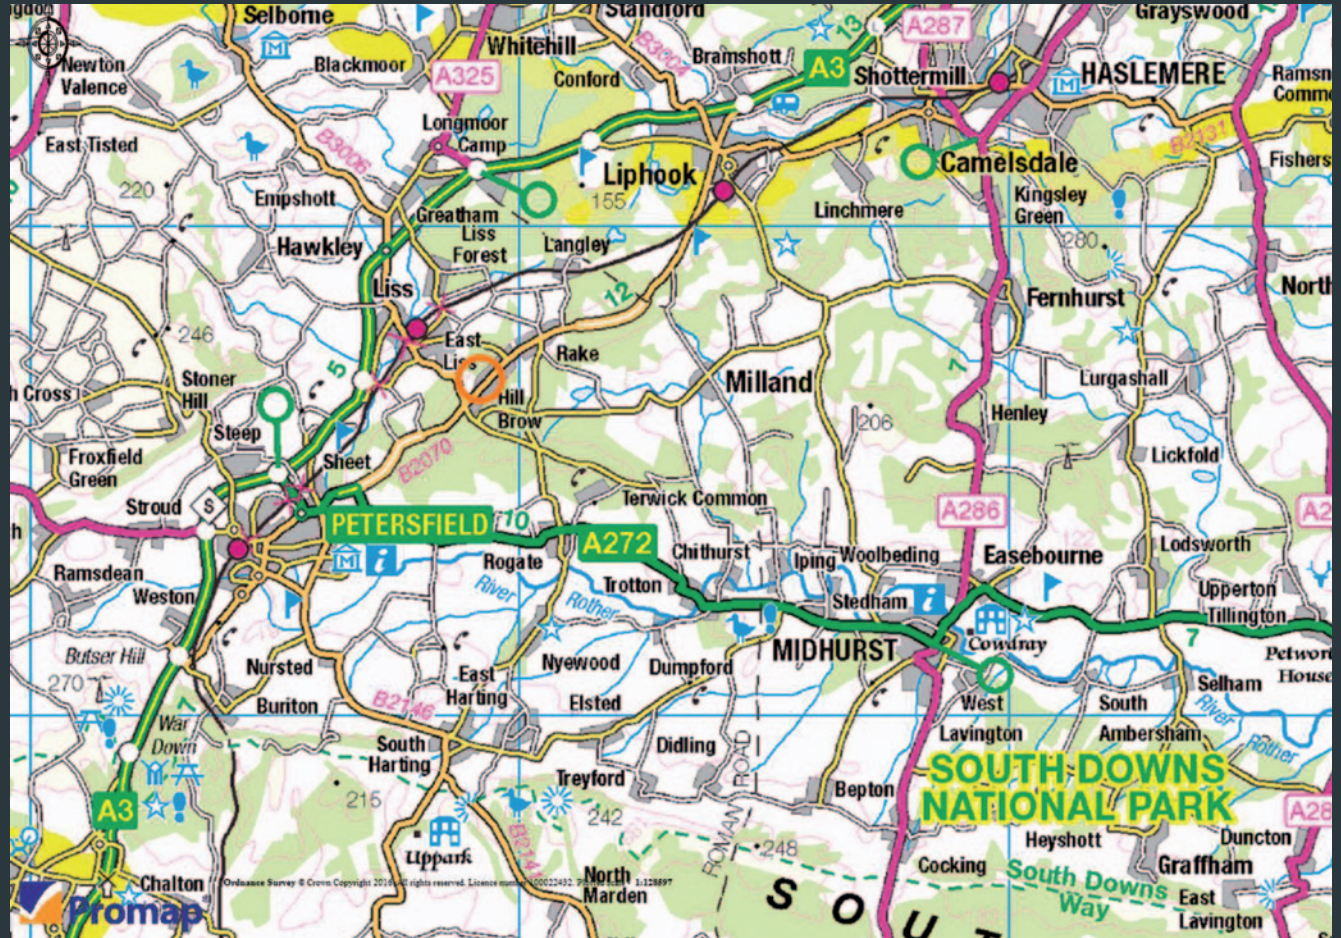 Selborne
Standford
A287
Grayswood
13
Newton
Valence
Blackmoor
Whitehill
A325
Conford
B3004
Bramshott
A3
Shottermill
HASLEMERE
East Tisted
Longmoor
Camp
B3006
B2131
Liphook
Camelsdale
220
Empshott
155
Linchmere
Kingsley
Green
Greatham
Liss
Forest
Hawkley
Langley
280
Liss
12
Fernhurst
246
East
Rake
5
7
Stoner
Hill
Hill
Brow
Milland
Lurgashall
Henley
206
Steep
Froxfield
Green
Sheet
B2070
Lickfold
Stroud
S
Terwick Common
A286
PETERSFIELD
10
A272
Chithurst
Iping
Woolbeding
Easebourne
122
Lodsworth
Ramsdean
Weston
Rogate
Trotton
Stedham
Upperton
Tillington
River
Rother
MIDHURST
Cowdray
7
Butser Hill
270
Nursted
Nyewood
Dumpford
East
Harting
Elsted
West
Lavington
South
Ambersham
Selham
River
Rother
Buriton
B2146
War
Down
7
South
Harting
Didling
ROMAN ROAD
SOUTH DOWNS
NATIONAL PARK
A3
215
Treyford
242
Bepton
248
Heyshott
Duncton
Graffham
Uppark
Cocking
South Downs
Way
North
Marden
Chalton
East
Lavington
Promap